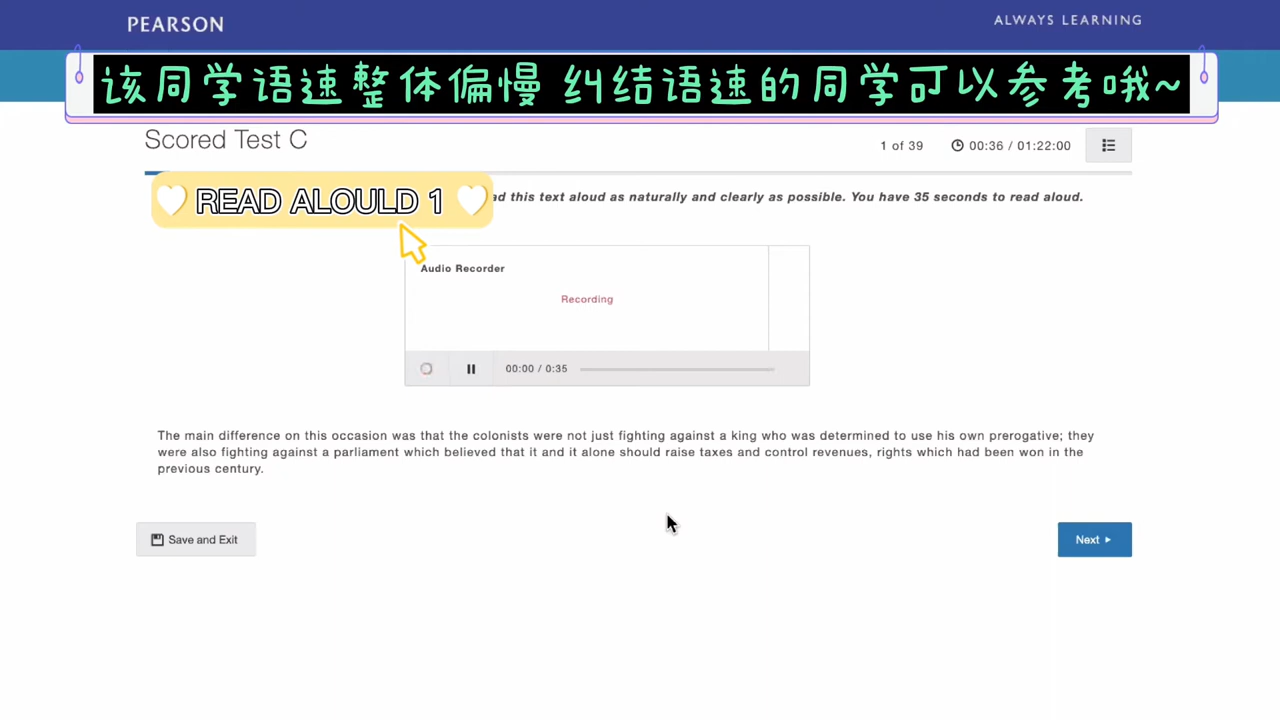 PEARSON
ALWAYS LEARNING
该同学语速整体偏慢 纠结语速的同学可以参考哦~
Scored Test C
1 of 39
00:36 / 01:22:00
READ ALOULD 1
this text aloud as naturally and clearly as possible. You have 35 seconds to read aloud.
Audio Recorder
Recording
00:00 / 0:35
The main difference on this occasion was that the colonists were not just fighting against a king who was determined to use his own prerogative; they
were also fighting against a parliament which believed that it and it alone should raise taxes and control revenues, rights which had been won in the
previous century.
Save and Exit
Next